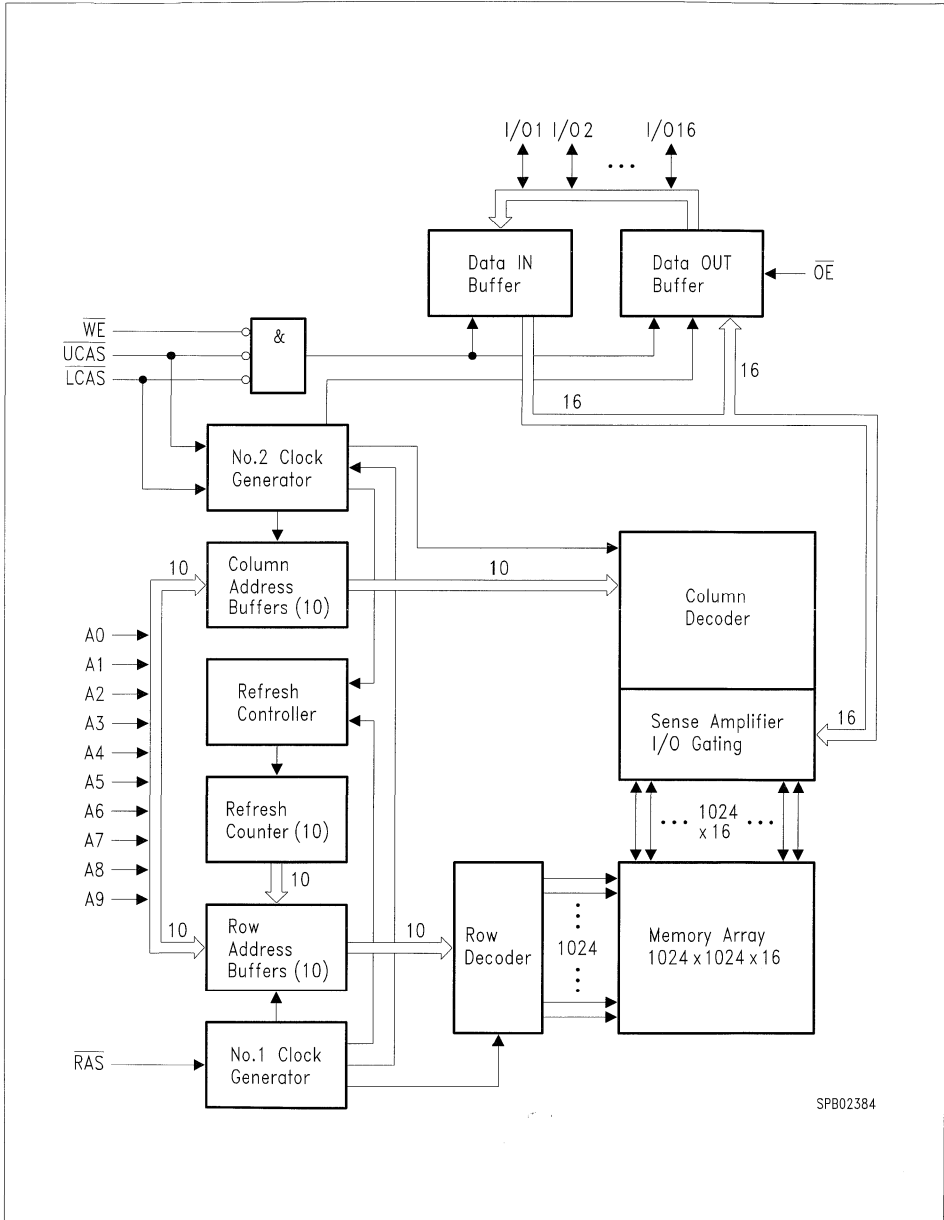 I/O1 I/O2 ... I/O16
Data IN
Buffer
Data OUT
Buffer
OE
WE
UCAS
LCAS
&
16
16
No.2 Clock
Generator
Column
Address
Buffers (10)
10
10
Column
Decoder
A0
A1
A2
A3
A4
A5
A6
A7
A8
A9
Refresh
Controller
Sense Amplifier
I/O Gating
16
Refresh
Counter (10)
10
... 1024 ...
x 16
Row
Address
Buffers (10)
10
10
Row
Decoder
1024
Memory Array
1024 x 1024 x 16
RAS
No.1 Clock
Generator
SPB02384